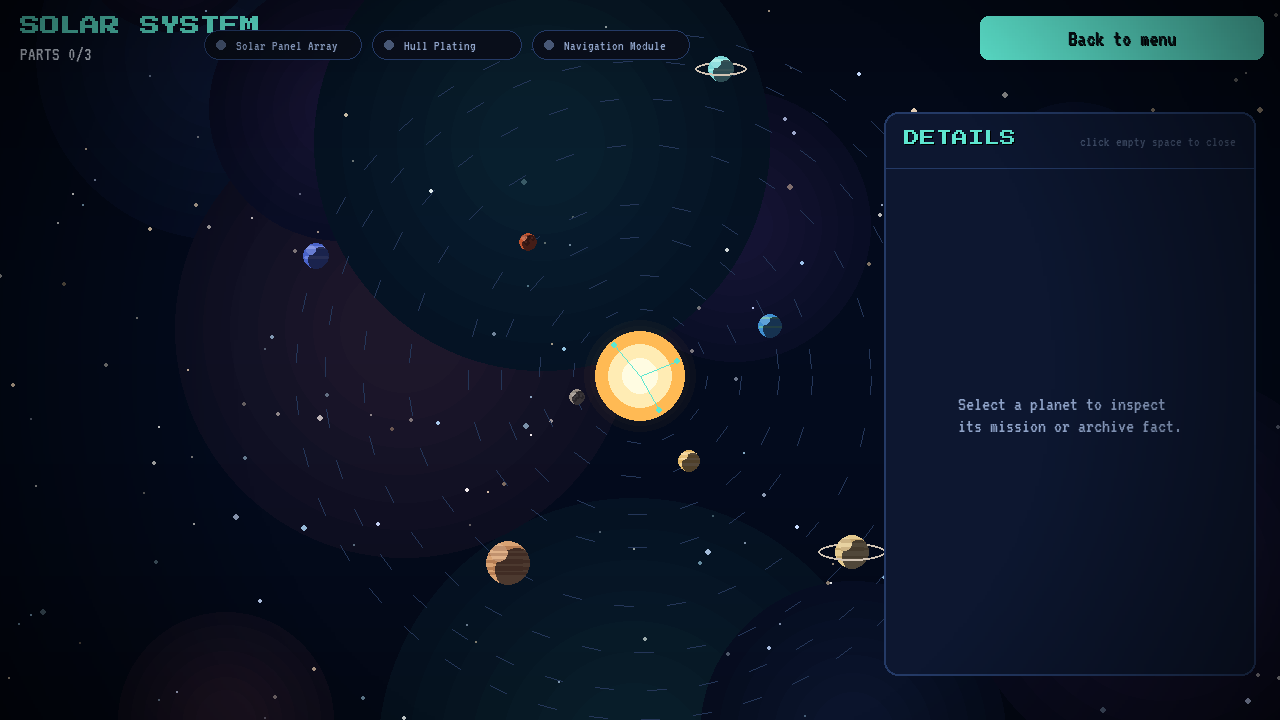 SOLAR SYSTEM
PARTS 0/3
Solar Panel Array
Hull Plating
Navigation Module
Back to menu
DETAILS
click empty space to close
Select a planet to inspect
its mission or archive fact.